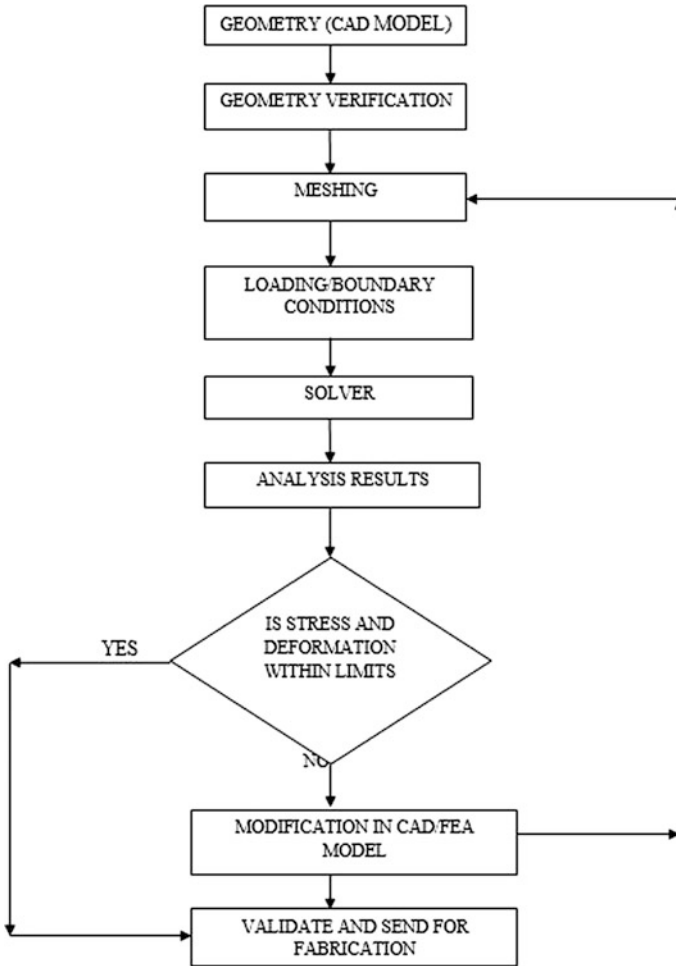 GEOMETRY (CAD MODEL)
GEOMETRY VERIFICATION
MESHING
LOADING/BOUNDARY
CONDITIONS
SOLVER
ANALYSIS RESULTS
IS STRESS AND
DEFORMATION
WITHIN LIMITS
YES
NO
MODIFICATION IN CAD/FEA
MODEL
VALIDATE AND SEND FOR
FABRICATION